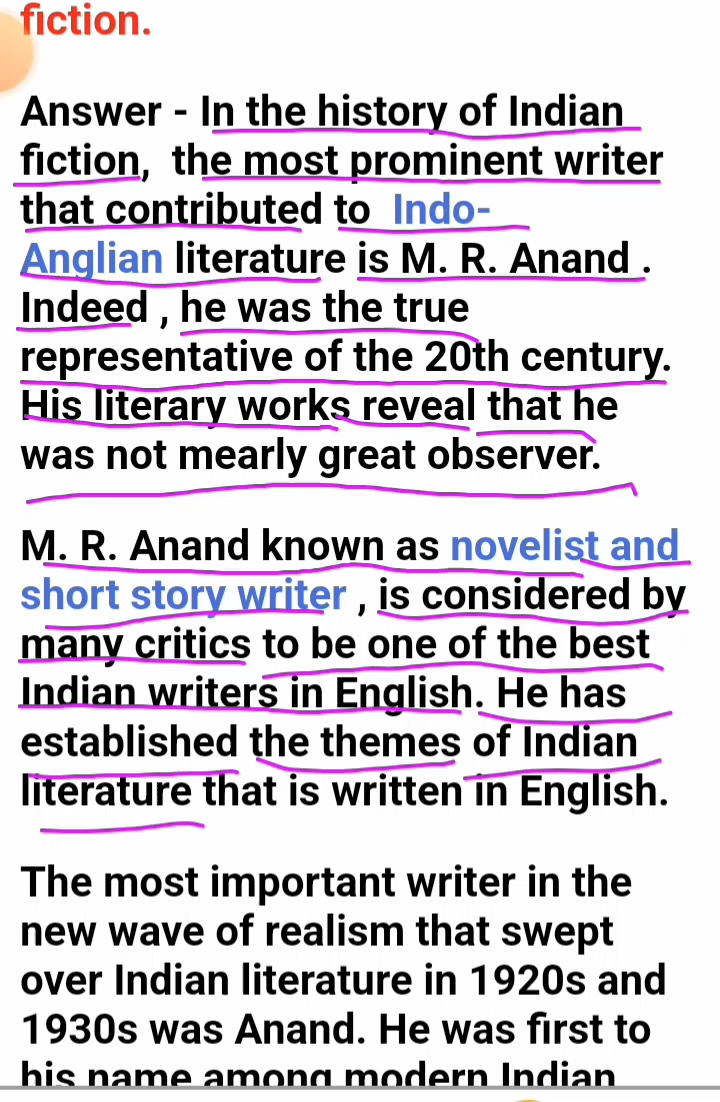 fiction.
Answer - In the history of Indian
fiction,  the most prominent writer
that contributed to  Indo-
Anglian literature is M. R. Anand .
Indeed , he was the true
representative of the 20th century.
His literary works reveal that he
was not mearly great observer.
M. R. Anand known as novelist and
short story writer , is considered by
many critics to be one of the best
Indian writers in English. He has
established the themes of Indian
literature that is written in English.
The most important writer in the
new wave of realism that swept
over Indian literature in 1920s and
1930s was Anand. He was first to
his name among modern Indian